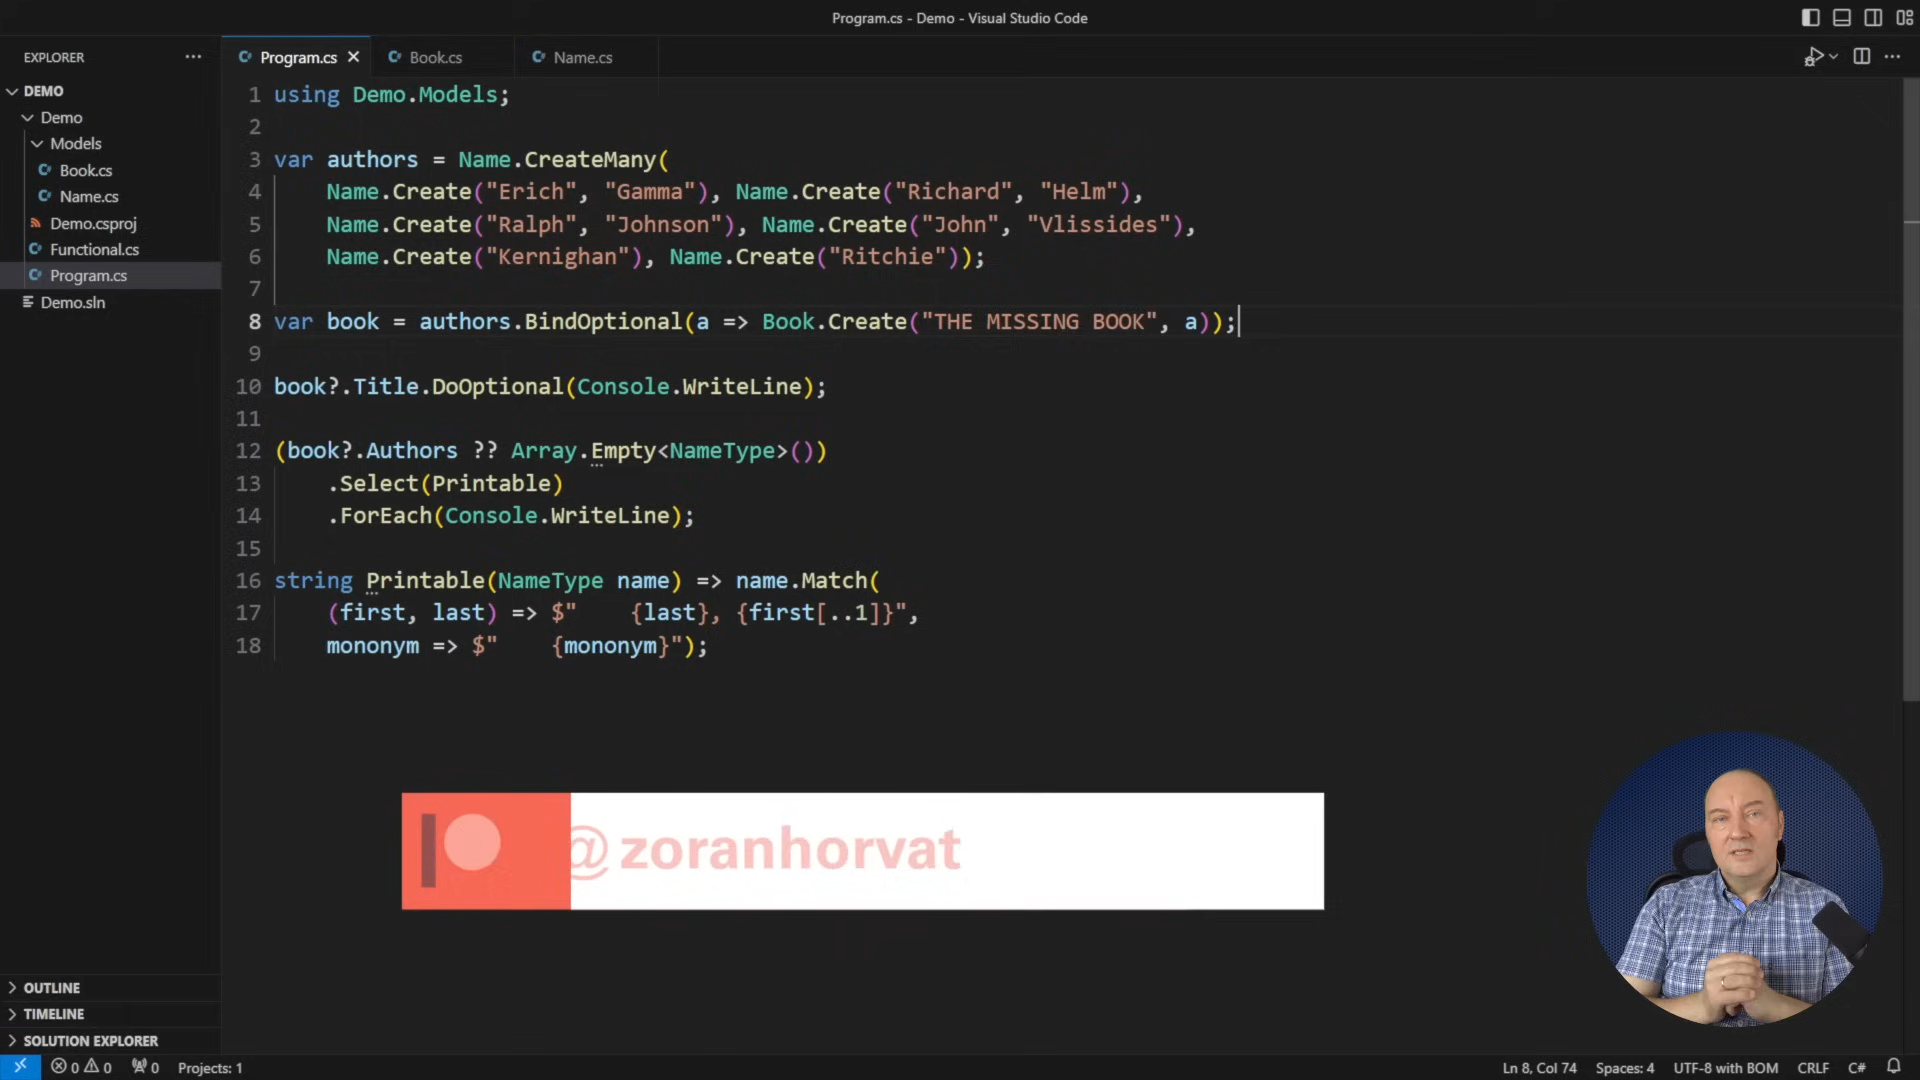 Program.cs - Demo - Visual Studio Code
EXPLORER
Program.cs
Book.cs
Name.cs
DEMO
Demo
Models
Book.cs
Name.cs
Demo.csproj
Functional.cs
Program.cs
Demo.sln
1 using Demo.Models;
2
3 var authors = Name.CreateMany(
4     Name.Create("Erich", "Gamma"), Name.Create("Richard", "Helm"),
5     Name.Create("Ralph", "Johnson"), Name.Create("John", "Vlissides"),
6     Name.Create("Kernighan"), Name.Create("Ritchie"));
7
8 var book = authors.BindOptional(a => Book.Create("THE MISSING BOOK", a));
9
10 book?.Title.DoOptional(Console.WriteLine);
11
12 (book?.Authors ?? Array.Empty<NameType>())
13     .Select(Printable)
14     .ForEach(Console.WriteLine);
15
16 string Printable(NameType name) => name.Match(
17     (first, last) => $"    {last}, {first[..1]}",
18     mononym => $"    {mononym}");
@zoranhorvat
OUTLINE
TIMELINE
SOLUTION EXPLORER
0 0 0 Projects: 1
Ln 8, Col 74 Spaces: 4 UTF-8 with BOM CRLF C#